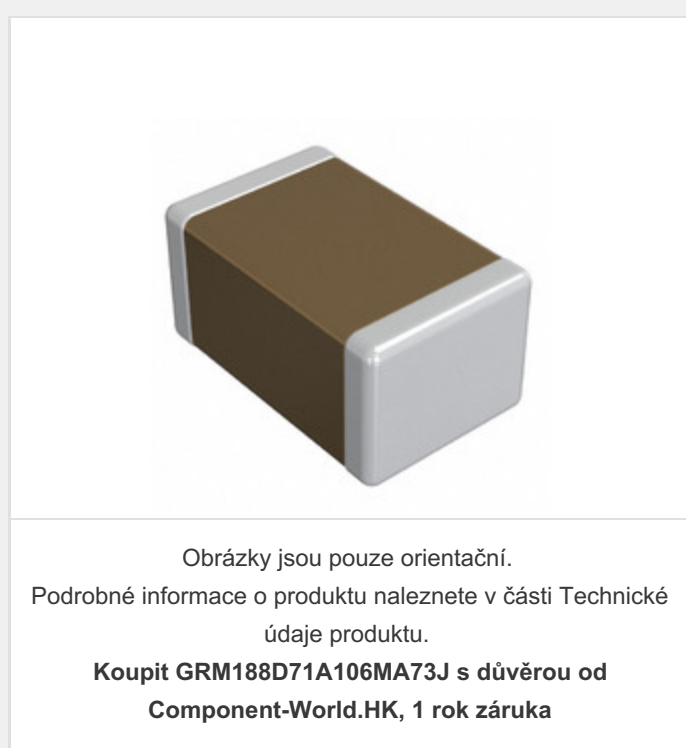 Obrázky jsou pouze orientační.
Podrobné informace o produktu naleznete v části Technické
údaje produktu.
Koupit GRM188D71A106MA73J s důvěrou od
Component-World.HK, 1 rok záruka